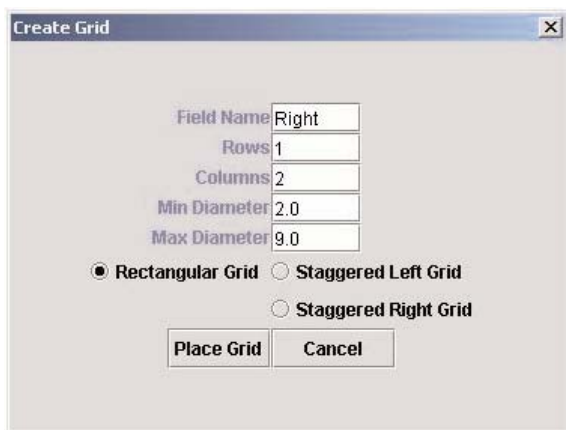 Create Grid
Field Name Right
Rows 1
Columns 2
Min Diameter 2.0
Max Diameter 9.0
Rectangular Grid Staggered Left Grid
Staggered Right Grid
Place Grid Cancel